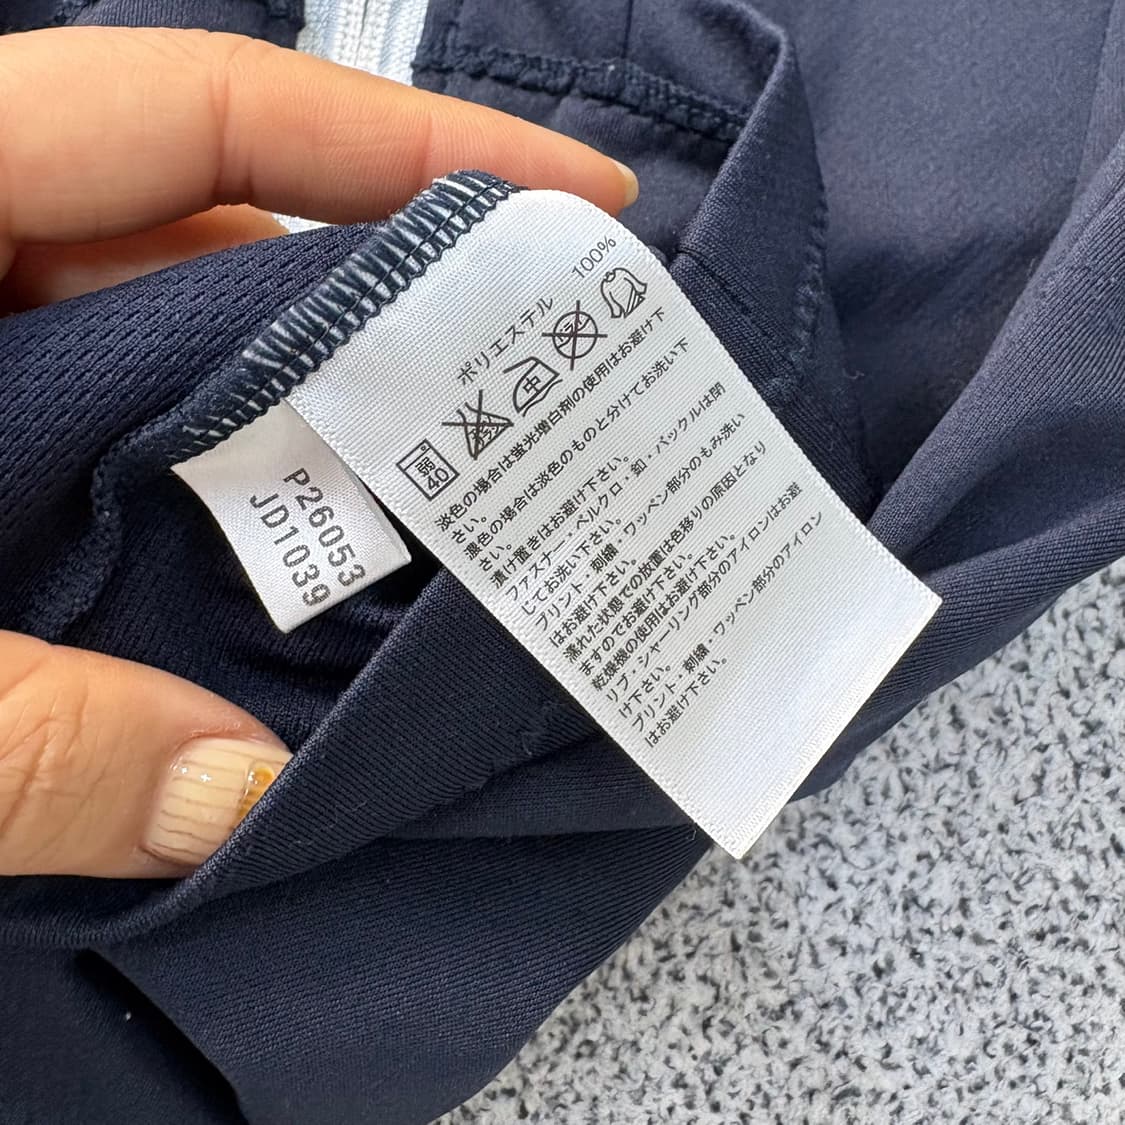 ポリエステル 100%
弱
40
エンソサラシ
中
ドライ
淡色の場合は蛍光増白剤の使用はお避け下
さい。
濃色の場合は淡色のものと分けてお洗い下
さい。
漬け置きはお避け下さい。
ファスナー・ベルクロ・釦・バックルは閉
じてお洗い下さい。
プリント・刺繍・ワッペン部分のもみ洗い
はお避け下さい。
濡れた状態での放置は色移りの原因となり
ますのでお避け下さい。
乾燥機の使用はお避け下さい。
リブ・シャーリング部分のアイロンはお避
け下さい。
プリント・刺繍・ワッペン部分のアイロン
はお避け下さい。
P26053
JD1039